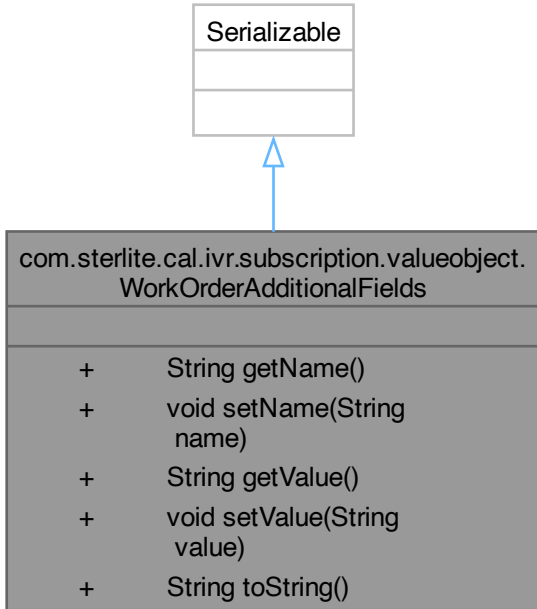 Serializable
com.sterlite.cal.ivr.subscription.valueobject.
WorkOrderAdditionalFields
+ String getName()
+ void setName(String
name)
+ String getValue()
+ void setValue(String
value)
+ String toString()